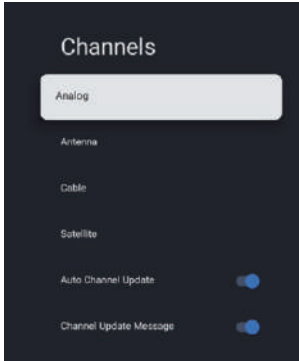 Channels
Analog
Antenna
Cable
Satellite
Auto Channel Update
Channel Update Message